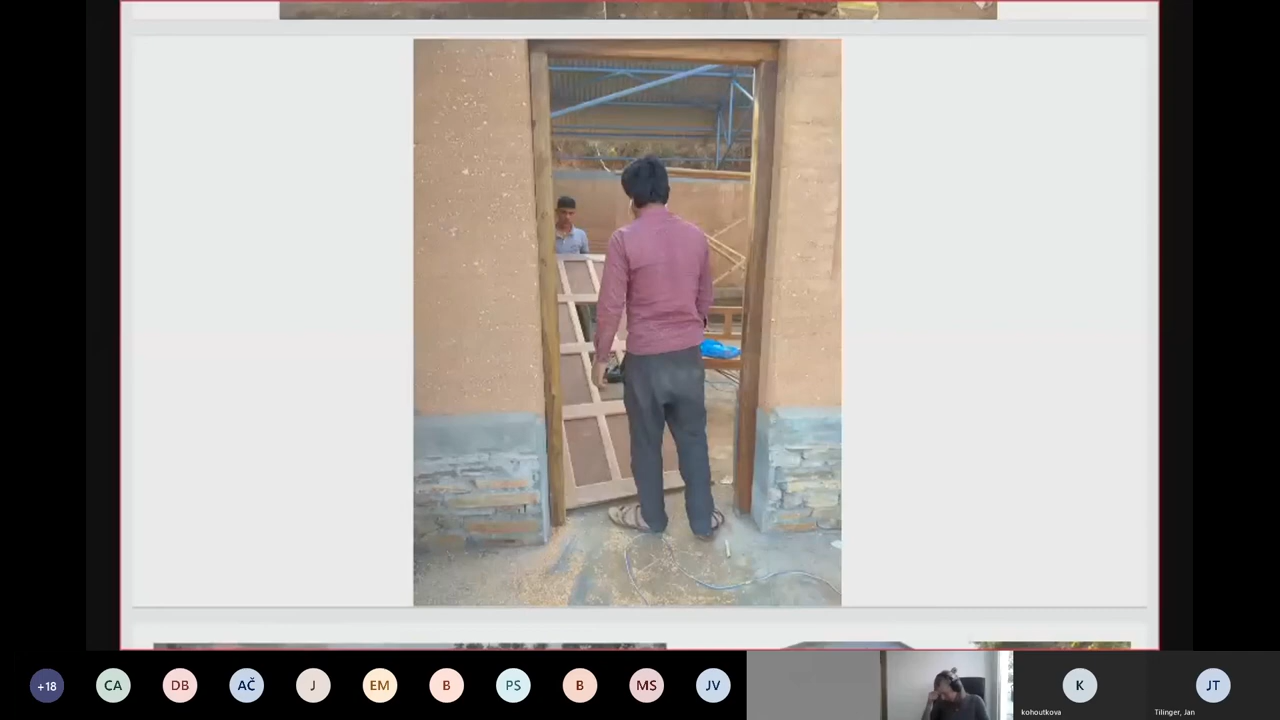 +18
CA
DB
AČ
J
EM
B
PS
B
MS
JV
K
JT
kohoutkova
Tilinger, Jan